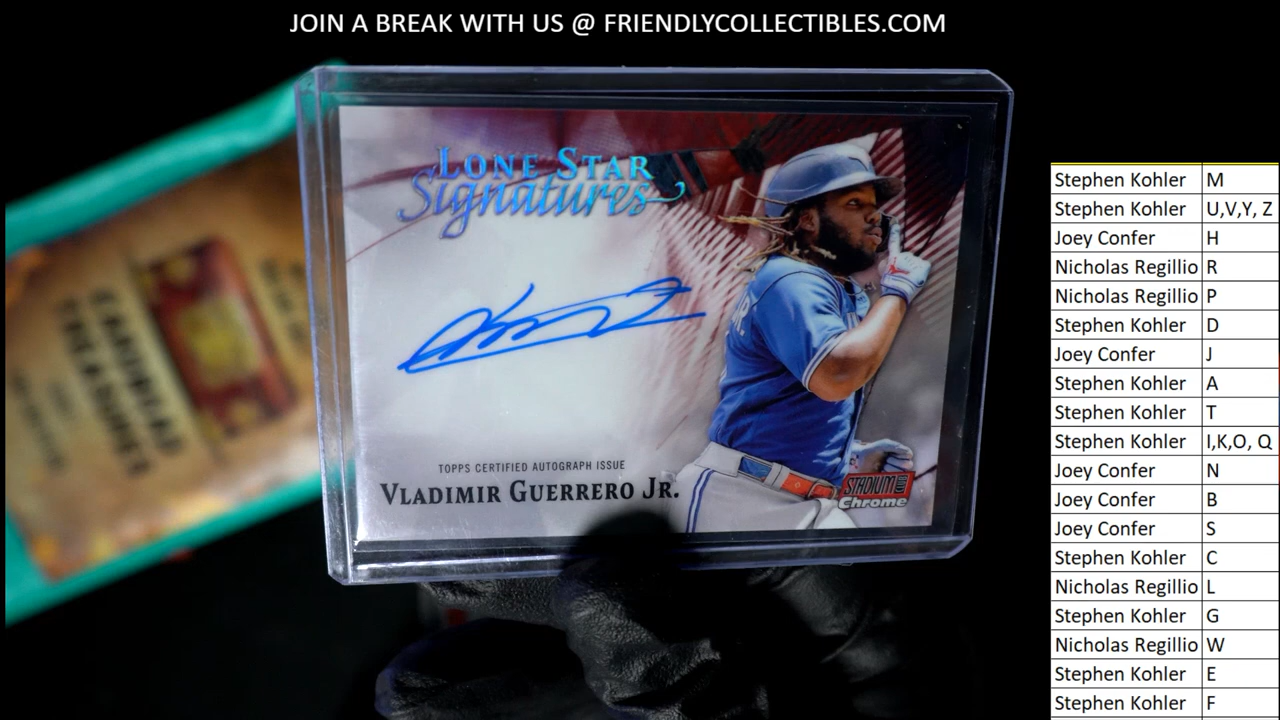 JOIN A BREAK WITH US @ FRIENDLYCOLLECTIBLES.COM
LONE STAR
Signatures
TOPPS CERTIFIED AUTOGRAPH ISSUE
VLADIMIR GUERRERO JR.
STADIUM CLUB
Chrome
Stephen Kohler M
Stephen Kohler U,V,Y, Z
Joey Confer H
Nicholas Regillio R
Nicholas Regillio P
Stephen Kohler D
Joey Confer J
Stephen Kohler A
Stephen Kohler T
Stephen Kohler I,K,O, Q
Joey Confer N
Joey Confer B
Joey Confer S
Stephen Kohler C
Nicholas Regillio L
Stephen Kohler G
Nicholas Regillio W
Stephen Kohler E
Stephen Kohler F